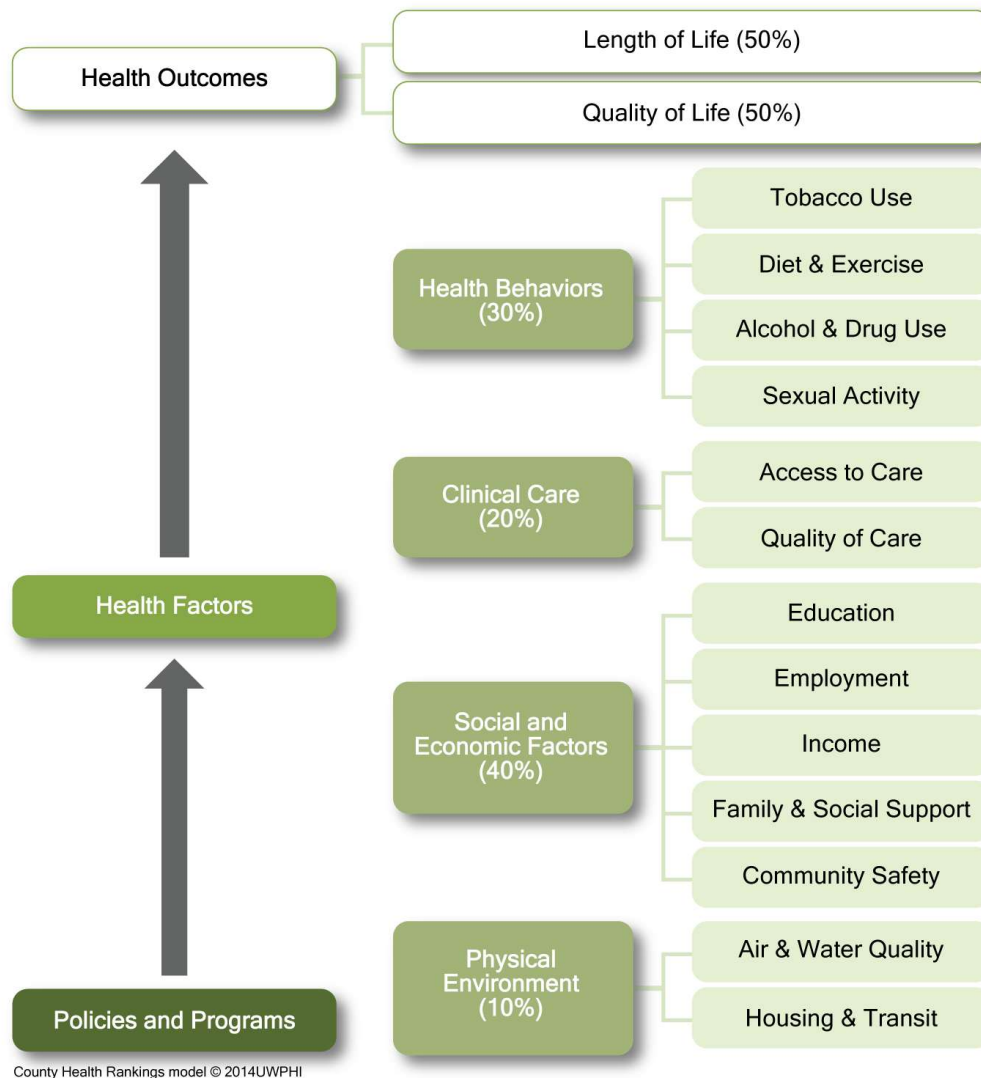 Health Outcomes
Length of Life (50%)
Quality of Life (50%)
Health Factors
Policies and Programs
Health Behaviors
(30%)
Tobacco Use
Diet & Exercise
Alcohol & Drug Use
Sexual Activity
Clinical Care
(20%)
Access to Care
Quality of Care
Social and
Economic Factors
(40%)
Education
Employment
Income
Family & Social Support
Community Safety
Physical
Environment
(10%)
Air & Water Quality
Housing & Transit
County Health Rankings model © 2014UWPHI